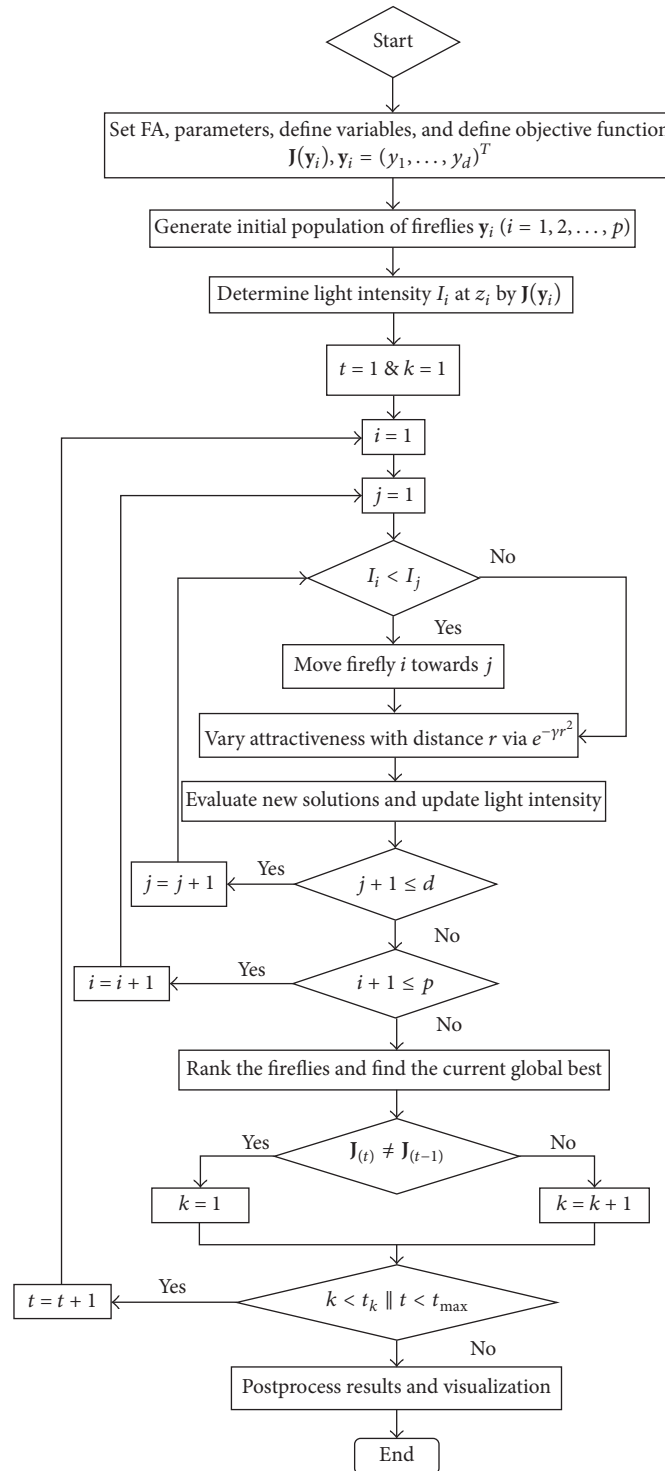 Start
Set FA, parameters, define variables, and define objective function
J(y_i), y_i = (y_1, ..., y_d)^T
Generate initial population of fireflies y_i (i = 1, 2, ..., p)
Determine light intensity I_i at z_i by J(y_i)
t = 1 & k = 1
i = 1
j = 1
No
I_i < I_j
Yes
Move firefly i towards j
Vary attractiveness with distance r via e^{-γr^2}
Evaluate new solutions and update light intensity
Yes
j = j + 1
j + 1 ≤ d
No
Yes
i = i + 1
i + 1 ≤ p
No
Rank the fireflies and find the current global best
Yes
J_(t) ≠ J_(t−1)
No
k = 1
k = k + 1
Yes
t = t + 1
k < t_k ∥ t < t_max
No
Postprocess results and visualization
End